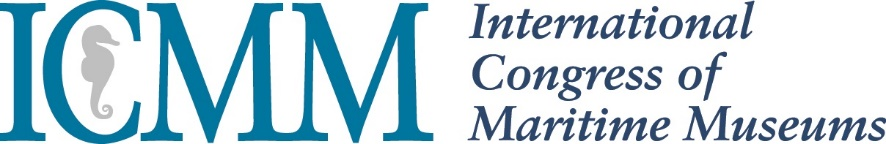 ICMM
International
Congress of
Maritime Museums